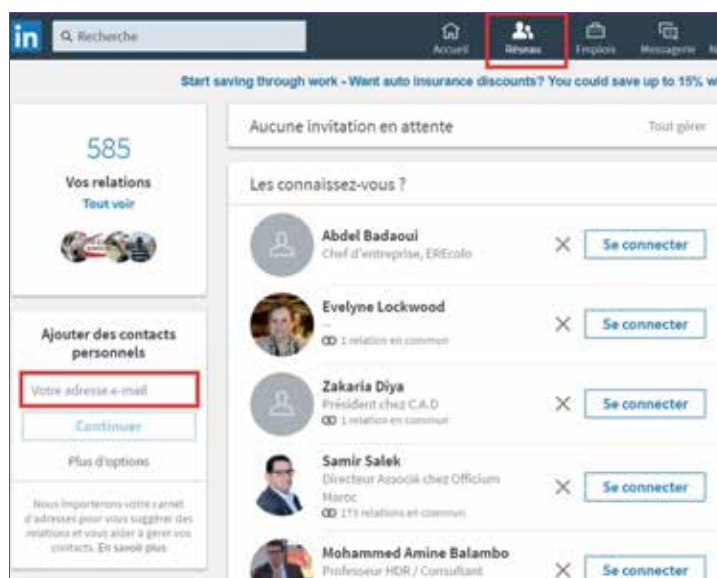 in
Recherche
Accueil
Réseau
Emplois
Messagerie
Start saving through work - Want auto insurance discounts? You could save up to 15% w
585
Vos relations
Tout voir
Ajouter des contacts
personnels
Votre adresse e-mail
Continuer
Plus d'options
Nous importerons votre carnet
d'adresses pour vous suggérer des
relations et vous aider à gérer vos
contacts. En savoir plus
Aucune invitation en attente
Tout gérer
Les connaissez-vous ?
Abdel Badaoui
Chef d'entreprise, EREcolo
Se connecter
Evelyne Lockwood
--
1 relation en commun
Se connecter
Zakaria Diya
Président chez C.A.D
1 relation en commun
Se connecter
Samir Salek
Directeur Associé chez Officium
Maroc
173 relations en commun
Se connecter
Mohammed Amine Balambo
Professeur HDR / Consultant
Se connecter